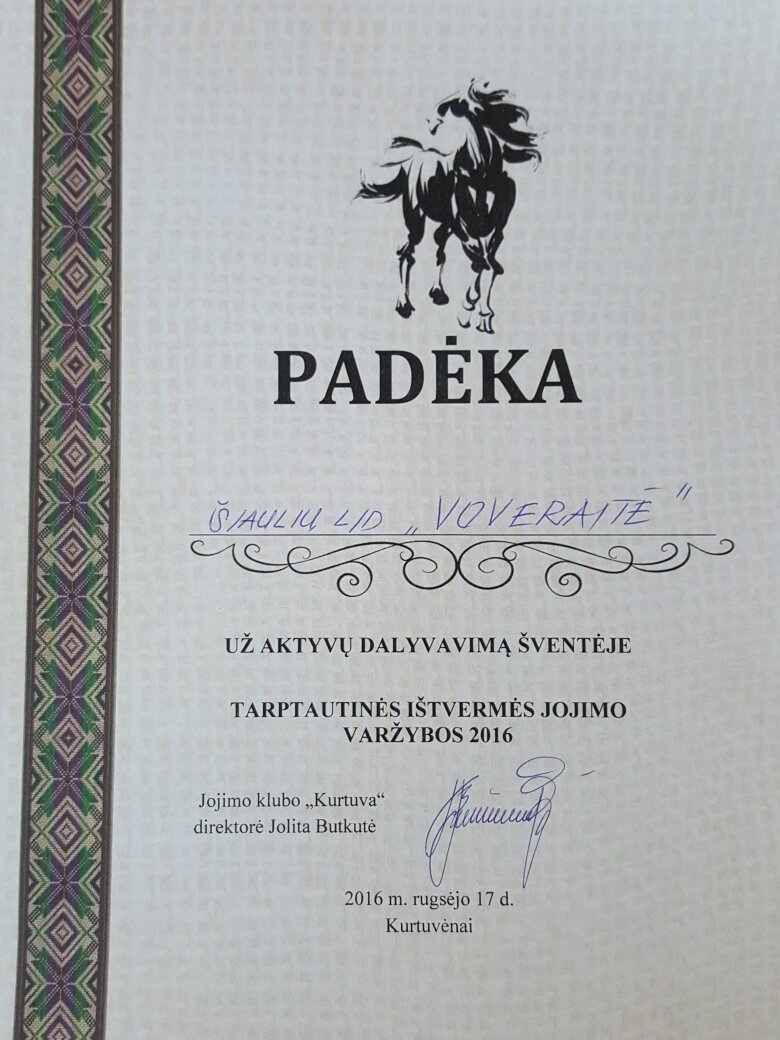 PADĖKA
ŠIAULIŲ L/D „VOVERAITĖ"
UŽ AKTYVŲ DALYVAVIMĄ ŠVENTĖJE
TARPTAUTINĖS IŠTVERMĖS JOJIMO
VARŽYBOS 2016
Jojimo klubo „Kurtuva“
direktorė Jolita Butkutė
2016 m. rugsėjo 17 d.
Kurtuvėnai